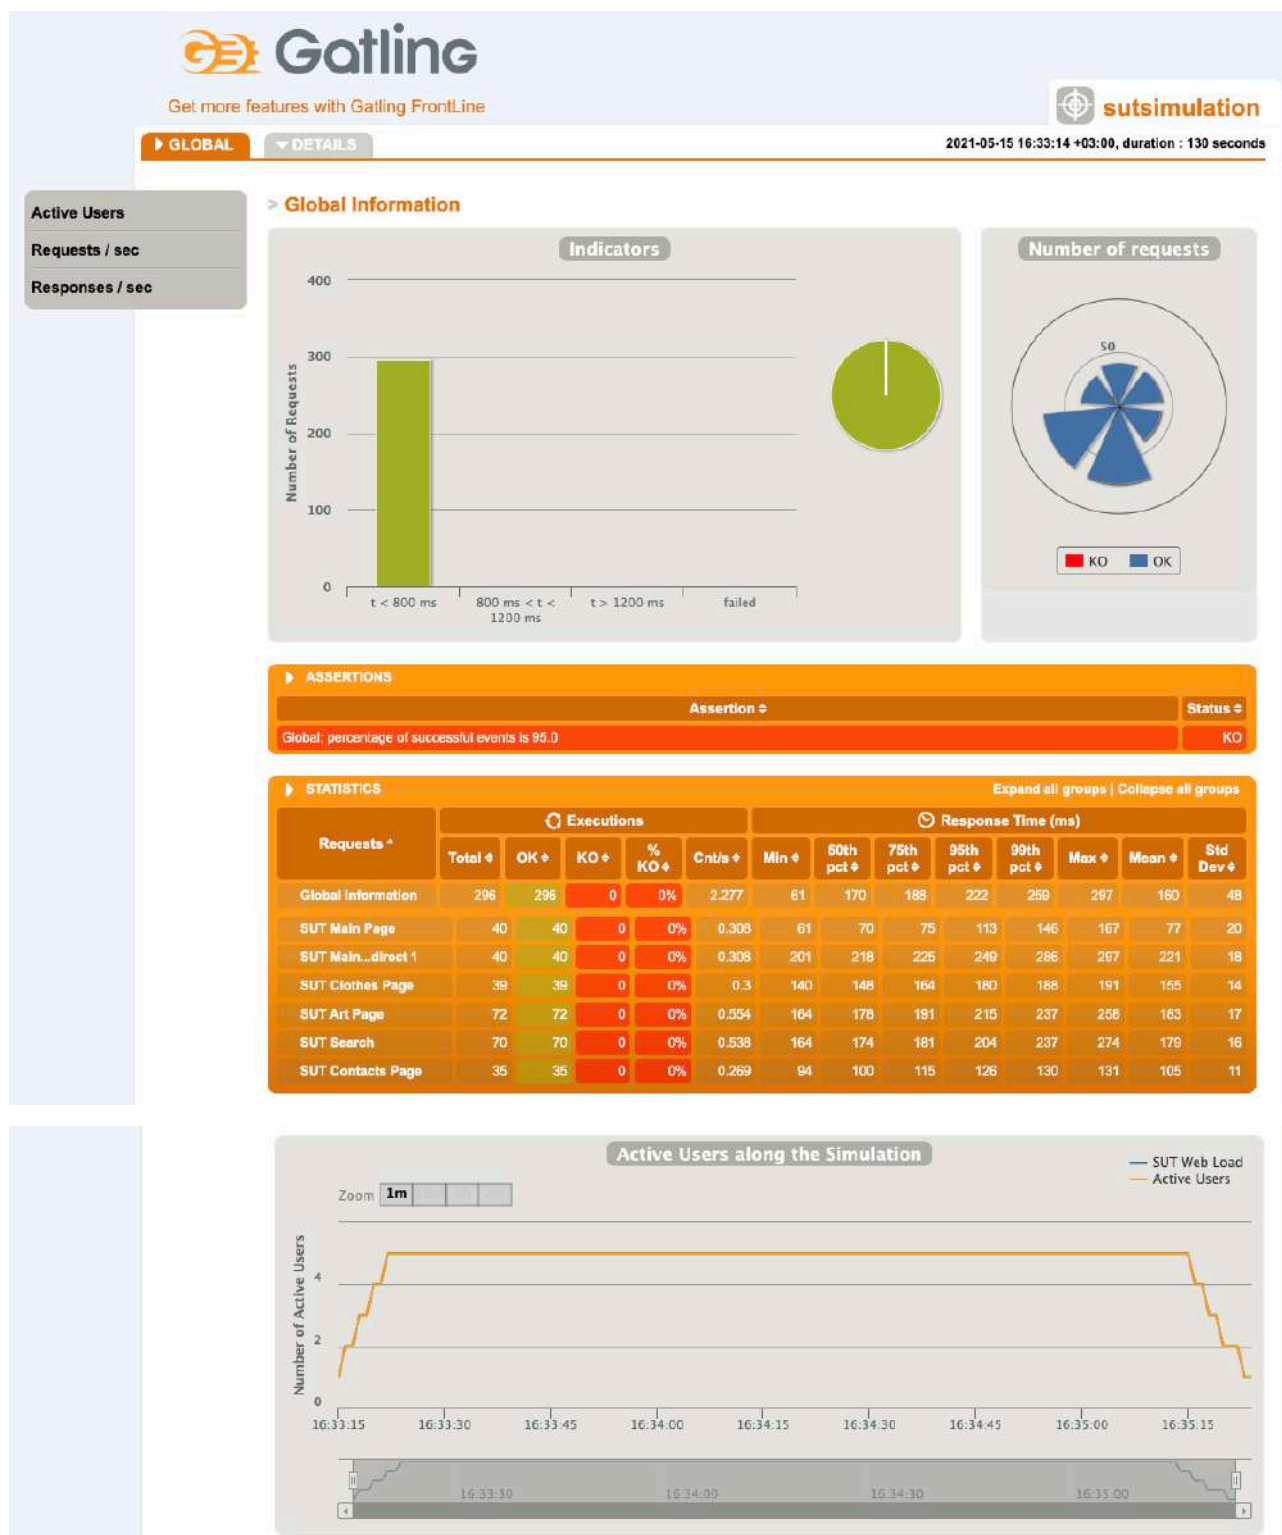 Gatling
Get more features with Gatling FrontLine
sutsimulation
GLOBAL
DETAILS
2021-05-15 16:33:14 +03:00, duration : 130 seconds
Active Users
Requests / sec
Responses / sec
> Global Information
Indicators
400
300
200
100
0
Number of Requests
t < 800 ms
800 ms < t < 1200 ms
t > 1200 ms
failed
Number of requests
50
KO
OK
ASSERTIONS
Assertion Status
Global: percentage of successful events is 95.0 KO
STATISTICS
Expand all groups | Collapse all groups
Requests Executions Response Time (ms)
Total OK KO % KO Cnt/s Min 50th pct 75th pct 95th pct 99th pct Max Mean Std Dev
Global Information 296 296 0 0% 2.277 61 170 188 222 259 297 160 48
SUT Main Page 40 40 0 0% 0.308 61 70 75 113 146 167 77 20
SUT Main...direct 1 40 40 0 0% 0.308 201 218 225 249 286 297 221 18
SUT Clothes Page 39 39 0 0% 0.3 140 148 164 180 188 191 155 14
SUT Art Page 72 72 0 0% 0.554 164 178 191 215 237 258 183 17
SUT Search 70 70 0 0% 0.538 164 174 181 204 237 274 179 16
SUT Contacts Page 35 35 0 0% 0.269 94 100 115 126 130 131 105 11
Active Users along the Simulation
SUT Web Load
Active Users
Zoom 1m
Number of Active Users
4
2
0
16:33:15 16:33:30 16:33:45 16:34:00 16:34:15 16:34:30 16:34:45 16:35:00 16:35:15
16:33:30 16:34:00 16:34:30 16:35:00